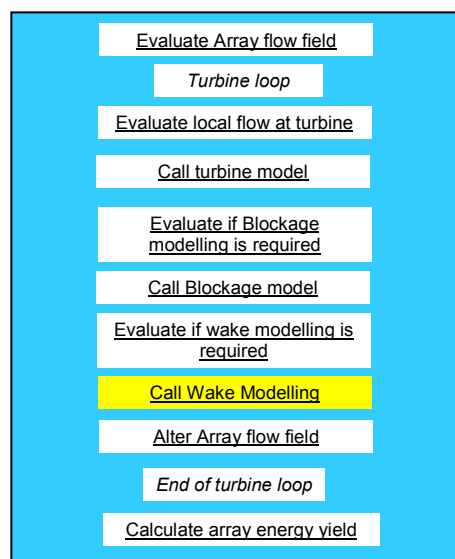 Evaluate Array flow field
Turbine loop
Evaluate local flow at turbine
Call turbine model
Evaluate if Blockage
modelling is required
Call Blockage model
Evaluate if wake modelling is
required
Call Wake Modelling
Alter Array flow field
End of turbine loop
Calculate array energy yield